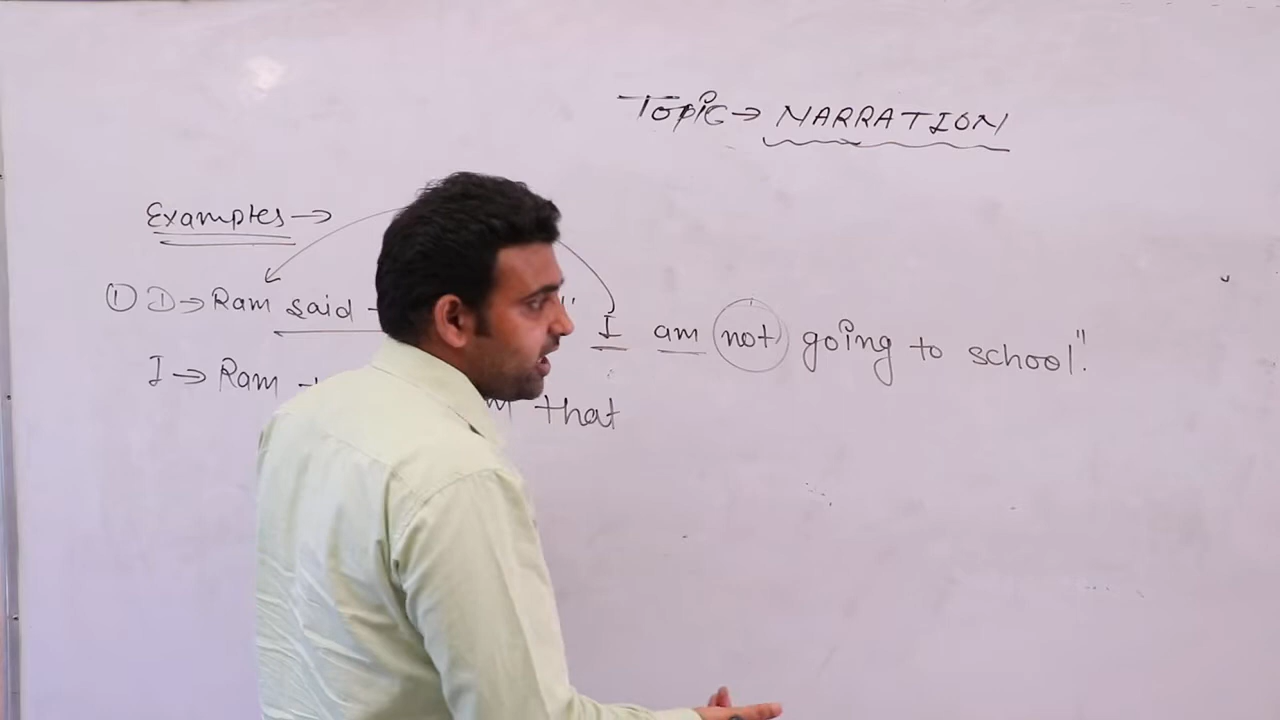 Topic → NARRATION
Examples →
① D → Ram said " I am not going to school."
I → Ram that